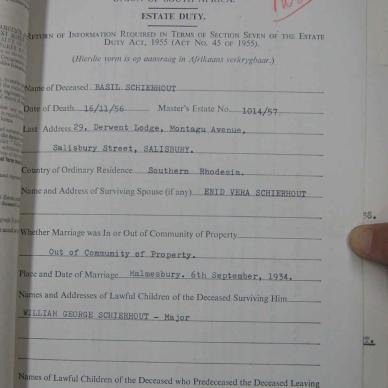 UNION OF SOUTH AFRICA.
ESTATE DUTY.
Return of Information Required in Terms of Section Seven of the Estate
Duty Act, 1955 (Act No. 45 of 1955).
(Hierdie vorm is op aanvraag in Afrikaans verkrygbaar.)
Name of Deceased BASIL SCHIERHOUT
Date of Death 16/11/56 Master's Estate No. 1014/57
Last Address 29, Derwent Lodge, Montagu Avenue,
Salisbury Street, SALISBURY.
Country of Ordinary Residence Southern Rhodesia.
Name and Address of Surviving Spouse (if any) ENID VERA SCHIERHOUT
Whether Marriage was In or Out of Community of Property
Out of Community of Property.
Place and Date of Marriage Malmesbury. 6th September, 1934.
Names and Addresses of Lawful Children of the Deceased Surviving Him
WILLIAN GEORGE SCHIERHOUT - Major
Names of Lawful Children of the Deceased who Predeceased the Deceased Leaving